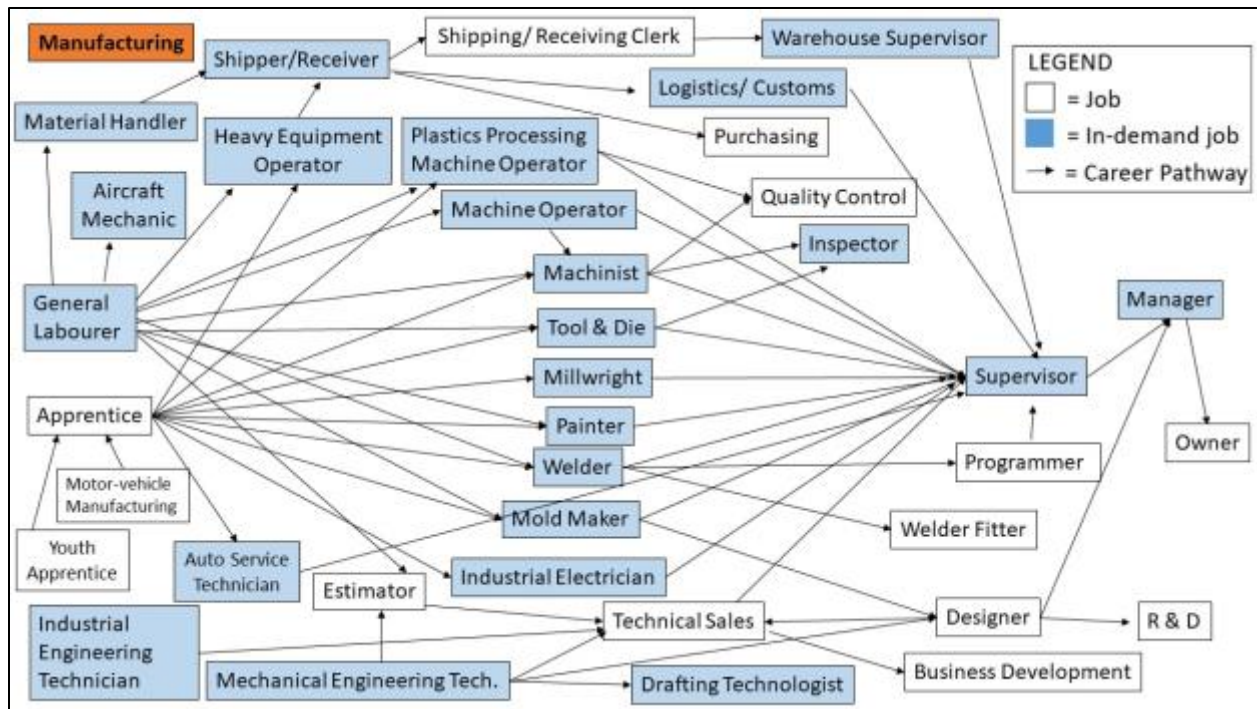 Manufacturing
Shipping/ Receiving Clerk
Warehouse Supervisor
Shipper/Receiver
LEGEND
= Job
= In-demand job
= Career Pathway
Logistics/ Customs
Material Handler
Heavy Equipment
Operator
Plastics Processing
Machine Operator
Purchasing
Aircraft
Mechanic
Quality Control
Machine Operator
Inspector
Machinist
General
Labourer
Manager
Tool & Die
Millwright
Supervisor
Apprentice
Painter
Owner
Welder
Programmer
Motor-vehicle
Manufacturing
Mold Maker
Welder Fitter
Youth
Apprentice
Auto Service
Technician
Industrial Electrician
Estimator
Technical Sales
Designer
R & D
Industrial
Engineering
Technician
Mechanical Engineering Tech.
Drafting Technologist
Business Development